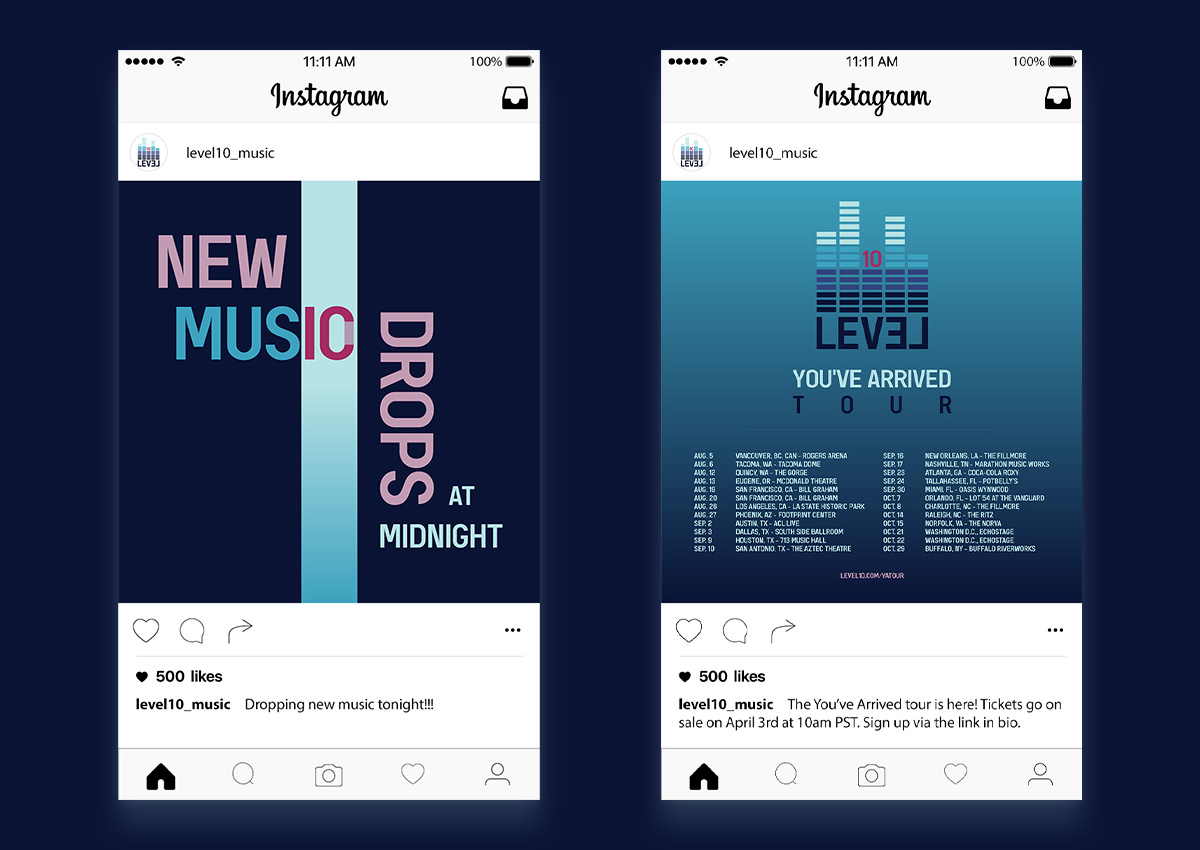 11:11 AM
100%
Instagram
LEVEL
level10_music
NEW
MUSIC
DROPS
AT
MIDNIGHT
500 likes
level10_music Dropping new music tonight!!!
11:11 AM
100%
Instagram
LEVEL
level10_music
10
LEVEL
YOU'VE ARRIVED
TOUR
AUG. 5 VANCOUVER, BC, CAN - ROGERS ARENA
AUG. 6 TACOMA, WA - TACOMA DOME
AUG. 12 QUINCY, WA - THE GORGE
AUG. 13 EUGENE, OR - MCDONALD THEATRE
AUG. 19 SAN FRANCISCO, CA - BILL GRAHAM
AUG. 20 SAN FRANCISCO, CA - BILL GRAHAM
AUG. 26 LOS ANGELES, CA - LA STATE HISTORIC PARK
AUG. 27 PHOENIX, AZ - FOOTPRINT CENTER
SEP. 2 AUSTIN, TX - ACL LIVE
SEP. 3 DALLAS, TX - SOUTH SIDE BALLROOM
SEP. 9 HOUSTON, TX - 713 MUSIC HALL
SEP. 10 SAN ANTONIO, TX - THE AZTEC THEATRE
SEP. 16 NEW ORLEANS, LA - THE FILLMORE
SEP. 17 NASHVILLE, TN - MARATHON MUSIC WORKS
SEP. 23 ATLANTA, GA - COCA-COLA ROXY
SEP. 24 TALLAHASSEE, FL - POTBELLY'S
SEP. 30 MIAMI, FL - OASIS WYNWOOD
OCT. 7 ORLANDO, FL - LOT 54 AT THE VANGUARD
OCT. 8 CHARLOTTE, NC - THE FILLMORE
OCT. 14 RALEIGH, NC - THE RITZ
OCT. 15 NORFOLK, VA - THE NORVA
OCT. 21 WASHINGTON D.C., ECHOSTAGE
OCT. 22 WASHINGTON D.C., ECHOSTAGE
OCT. 29 BUFFALO, NY - BUFFALO RIVERWORKS
LEVEL10.COM/YATOUR
500 likes
level10_music The You've Arrived tour is here! Tickets go on
sale on April 3rd at 10am PST. Sign up via the link in bio.